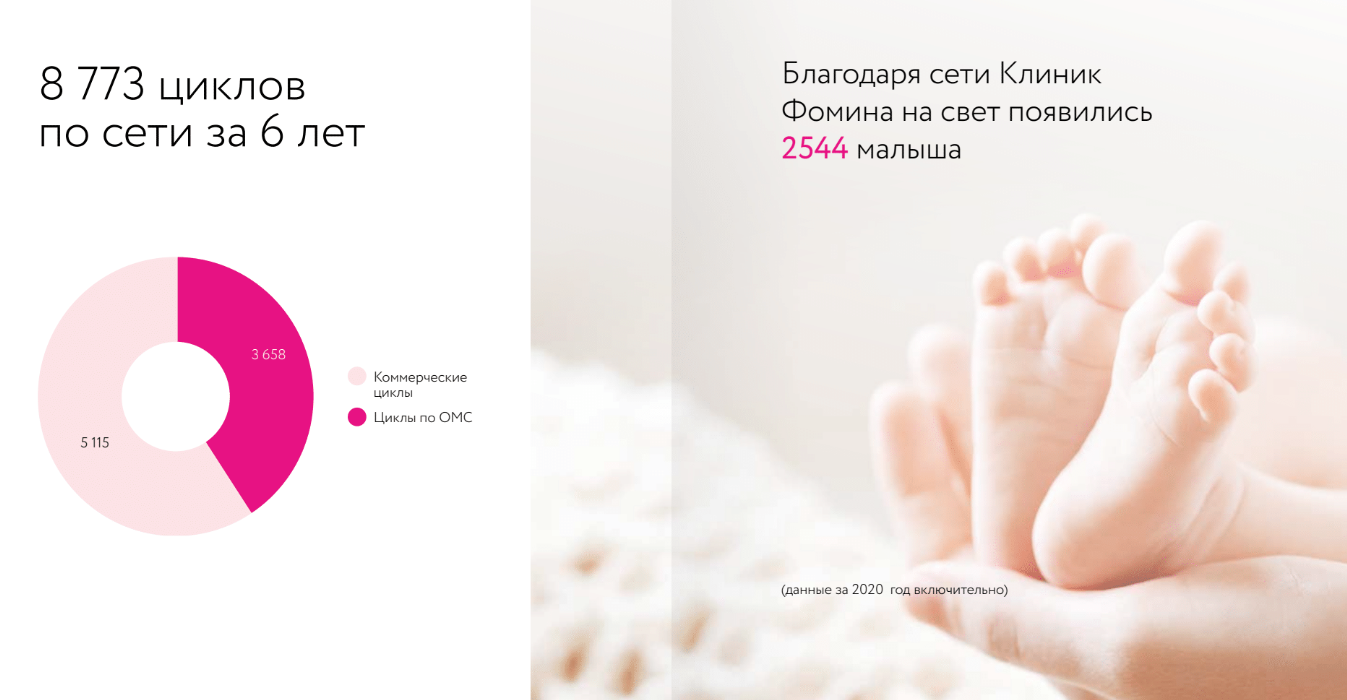 8 773 циклов
по сети за 6 лет
3 658
5 115
Коммерческие
циклы
Циклы по ОМС
Благодаря сети Клиник
Фомина на свет появились
2544 малыша
(данные за 2020 год включительно)